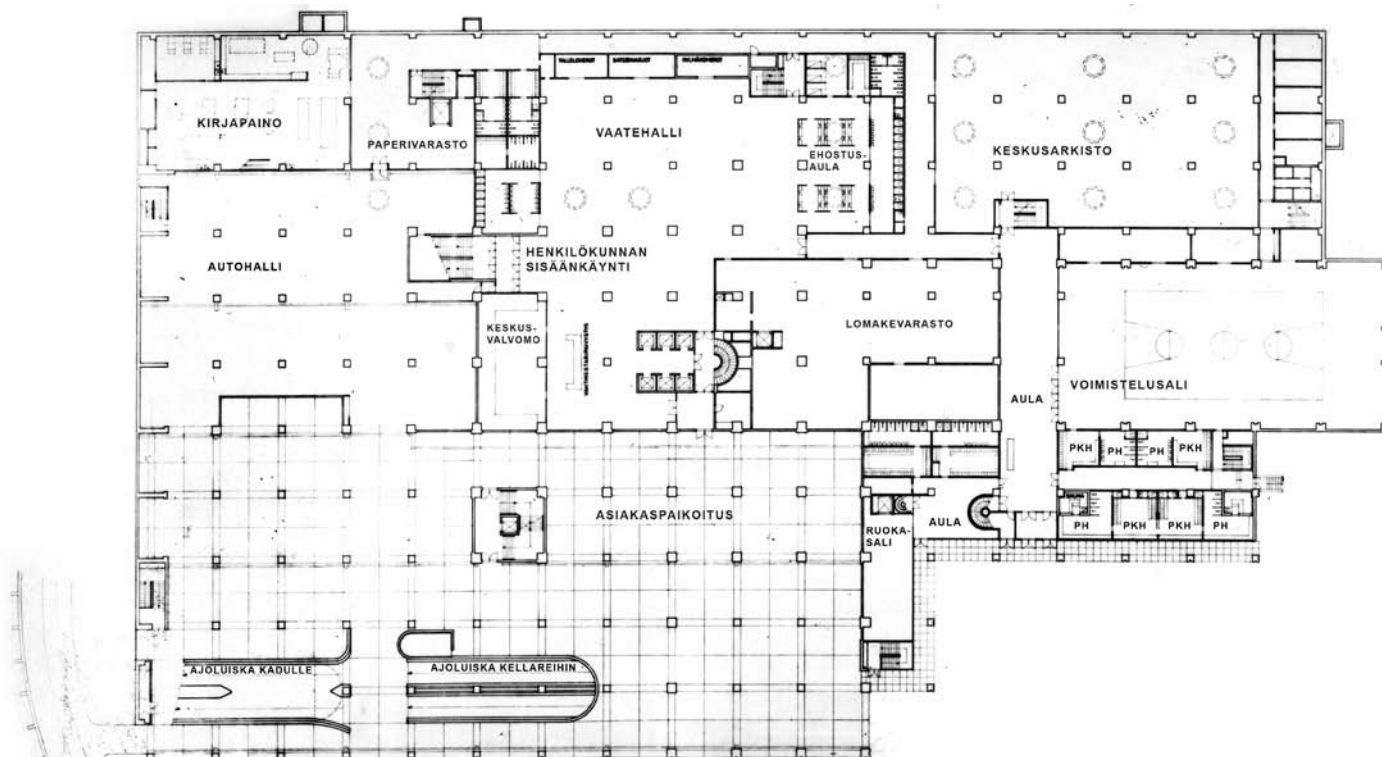 KIRJAPAINO
PAPERIVARASTO
VAATEHALLI
EHOSTUS-
AULA
KESKUSARKISTO
AUTOHALLI
HENKILÖKUNNAN
SISÄÄNKÄYNTI
KESKUS-
VALVOMO
LOMAKEVARASTO
AULA
VOIMISTELUSALI
PKH
PH
PH
PKH
ASIAKASPAIKOITUS
RUOKA-
SALI
AULA
PH
PKH
PKH
PH
AJOLUISKA KADULLE
AJOLUISKA KELLAREIHIN